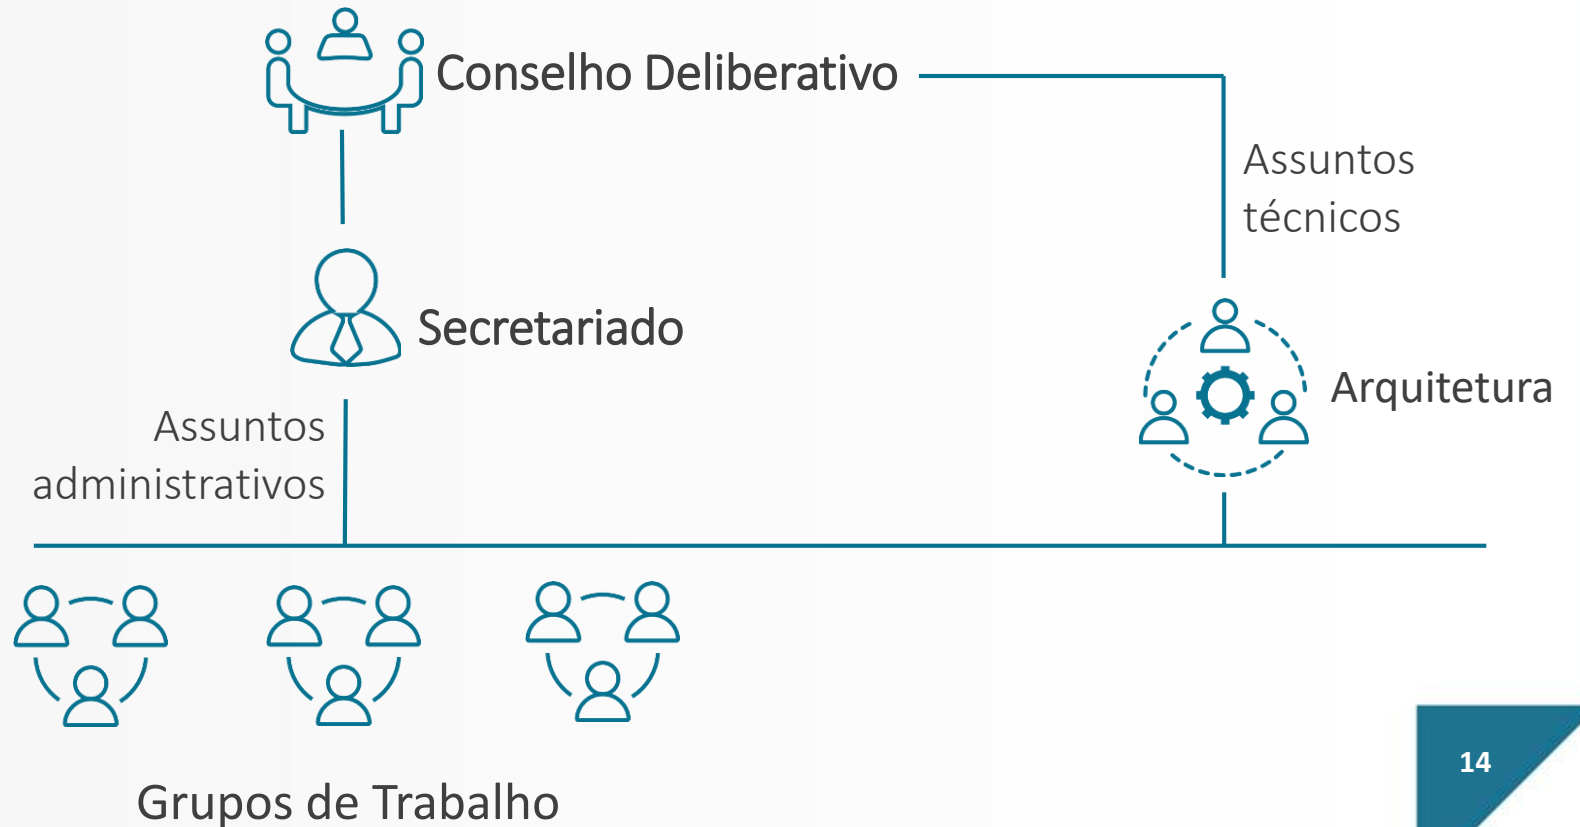 Conselho Deliberativo
Assuntos
técnicos
Secretariado
Arquitetura
Assuntos
administrativos
Grupos de Trabalho
14